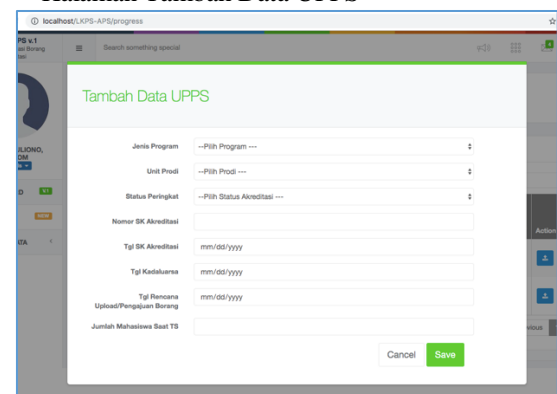 Halaman Tambah Data UPPS
localhost/LKPS-APS/progress
PS v.1
Search something special
Tambah Data UPPS
Jenis Program --Pilih Program ---
Unit Prodi --Pilih Prodi ---
Status Peringkat --Pilih Status Akreditasi ---
Nomor SK Akreditasi
Tgl SK Akreditasi mm/dd/yyyy
Tgl Kadaluarsa mm/dd/yyyy
Tgl Rencana
Upload/Pengajuan Borang mm/dd/yyyy
Jumlah Mahasiswa Saat TS
Cancel Save
NEW
Action